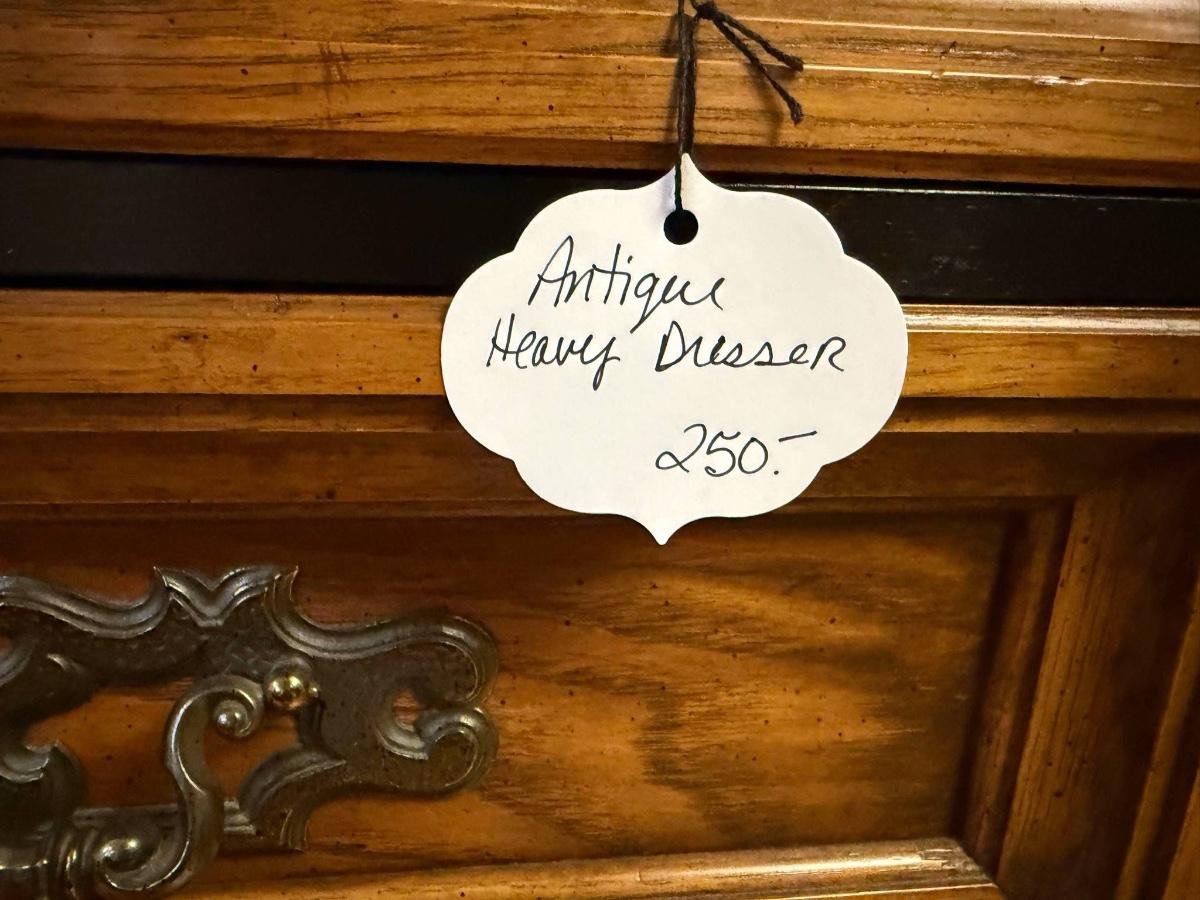 Antique
Heavy Dresser
250.-